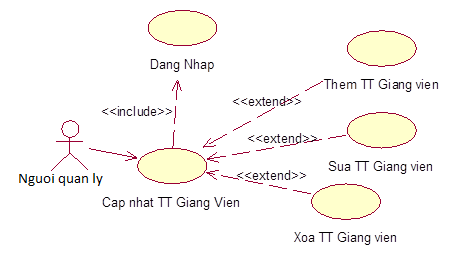 Dang Nhap
Them TT Giang vien
<<include>>
<<extend>>
<<extend>>
Sua TT Giang vien
<<extend>>
Nguoi quan ly
Cap nhat TT Giang Vien
Xoa TT Giang vien